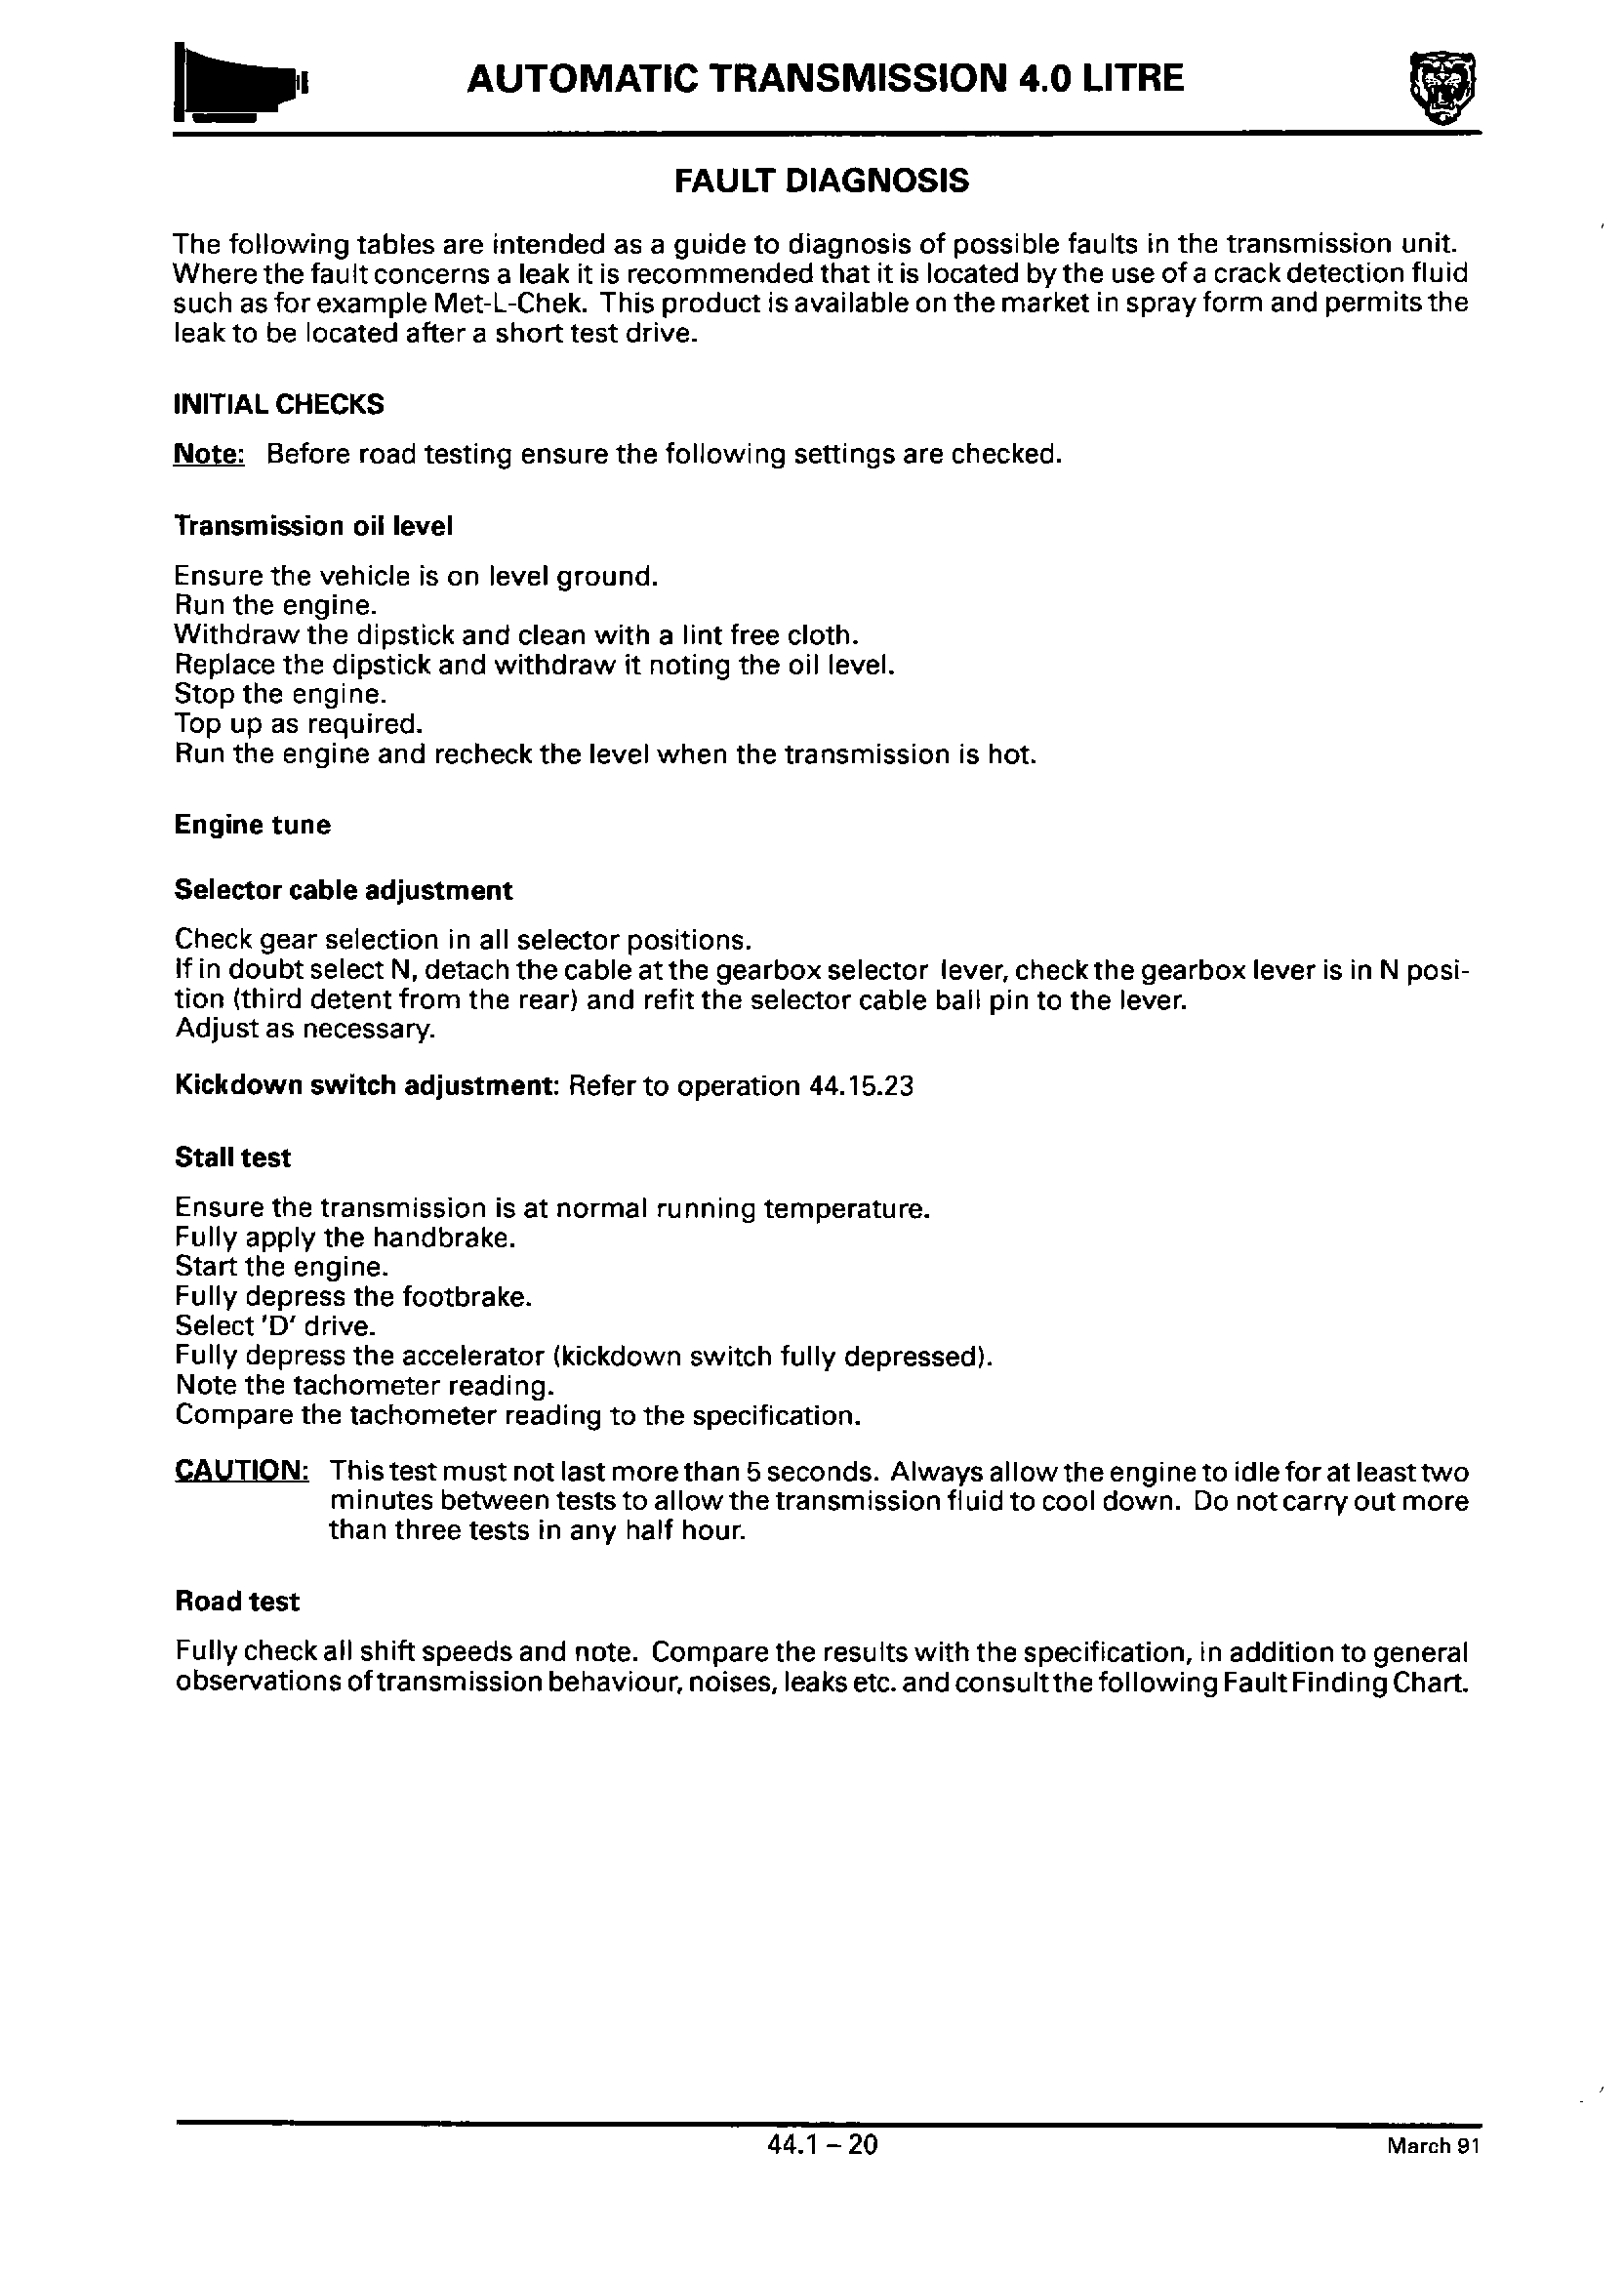 AUTOMATIC TRANSMISSION 4.0 LITRE
FAULT DIAGNOSIS
The following tables are intended as a guide to diagnosis of possible faults in the transmission unit.
Where the fault concerns a leak it is recommended that it is located by the use of a crack detection fluid
such as for example Met-L-Chek. This product is available on the market in spray form and permits the
leak to be located after a short test drive.
INITIAL CHECKS
Note: Before road testing ensure the following settings are checked.
Transmission oil level
Ensure the vehicle is on level ground.
Run the engine.
Withdraw the dipstick and clean with a lint free cloth.
Replace the dipstick and withdraw it noting the oil level.
Stop the engine.
Top up as required.
Run the engine and recheck the level when the transmission is hot.
Engine tune
Selector cable adjustment
Check gear selection in all selector positions.
If in doubt select N, detach the cable at the gearbox selector lever, check the gearbox lever is in N posi-
tion (third detent from the rear) and refit the selector cable ball pin to the lever.
Adjust as necessary.
Kickdown switch adjustment: Refer to operation 44.15.23
Stall test
Ensure the transmission is at normal running temperature.
Fully apply the handbrake.
Start the engine.
Fully depress the footbrake.
Select 'D' drive.
Fully depress the accelerator (kickdown switch fully depressed).
Note the tachometer reading.
Compare the tachometer reading to the specification.
CAUTION: This test must not last more than 5 seconds. Always allow the engine to idle for at least two
minutes between tests to allow the transmission fluid to cool down. Do not carry out more
than three tests in any half hour.
Road test
Fully check all shift speeds and note. Compare the results with the specification, in addition to general
observations of transmission behaviour, noises, leaks etc. and consult the following Fault Finding Chart.
44.1 – 20
March 91